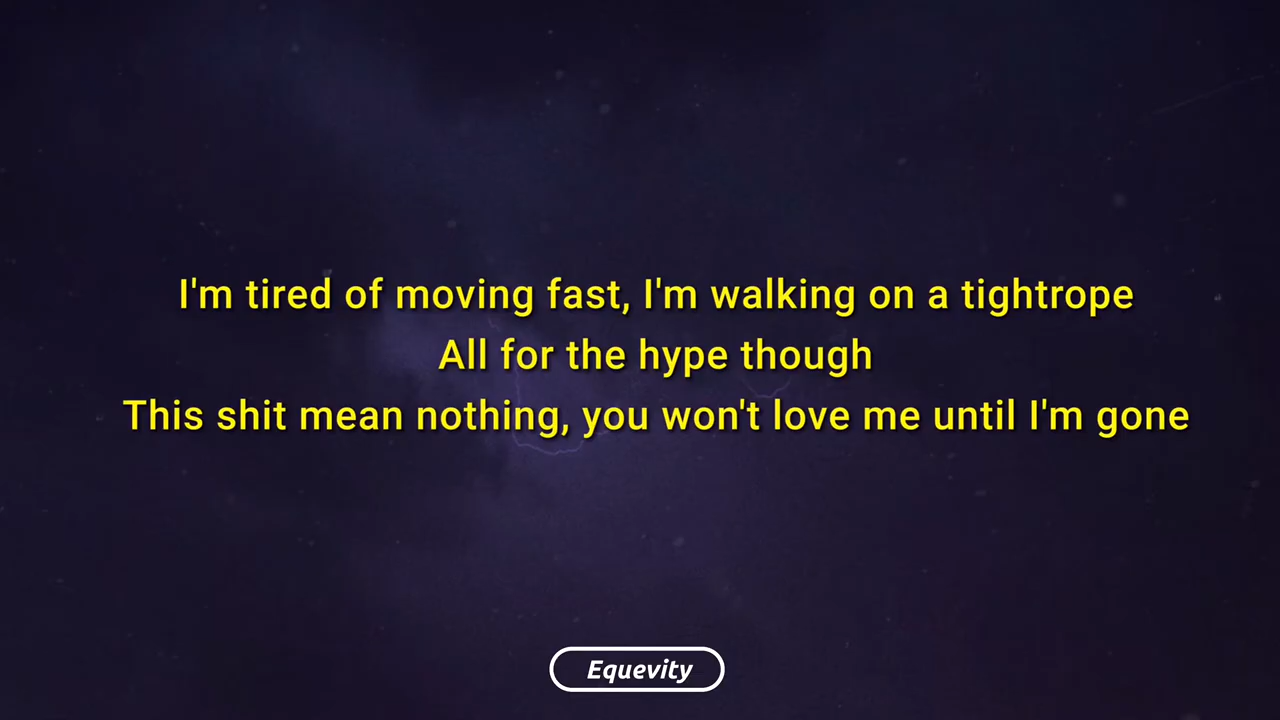 I'm tired of moving fast, I'm walking on a tightrope
All for the hype though
This shit mean nothing, you won't love me until I'm gone
Equevity